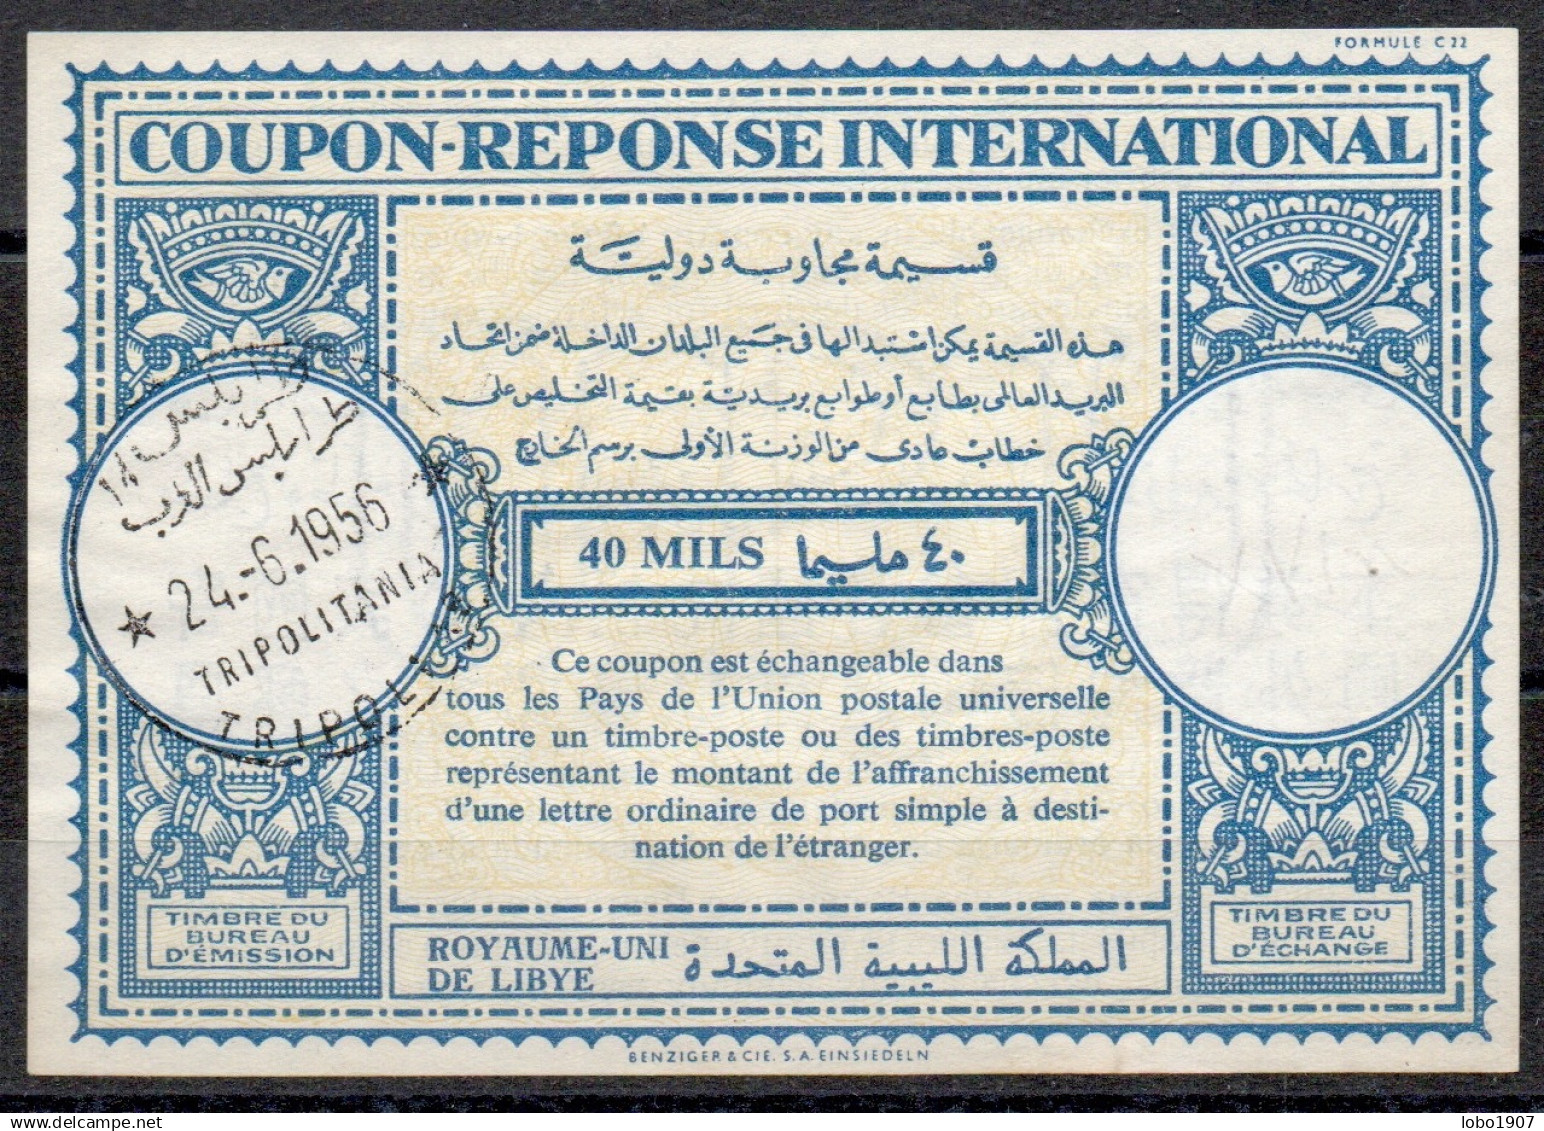 FORMULE C 22
COUPON-REPONSE INTERNATIONAL
قسيمة مجاوبة دولية
هذه القسيمة يمكن استبدالها في جميع البلدان الداخلة ضمن اتحاد
البريد العالمى بطابع أو طوابع بريدية بقيمة التخليص على
خطاب عادى من الوزنة الأولى برسم الخارج
40 MILS ٤٠ مليما
Ce coupon est échangeable dans
tous les Pays de l'Union postale universelle
contre un timbre-poste ou des timbres-poste
représentant le montant de l'affranchissement
d'une lettre ordinaire de port simple à desti-
nation de l'étranger.
طرابلس
طرابلس الغرب
24.-6.1956
TRIPOLITANIA
TRIPOLI
TIMBRE DU
BUREAU
D'ÉMISSION
ROYAUME-UNI
DE LIBYE
المملكة الليبية المتحدة
TIMBRE DU
BUREAU
D'ÉCHANGE
BENZIGER & CIE. S.A. EINSIEDELN
lobo1907